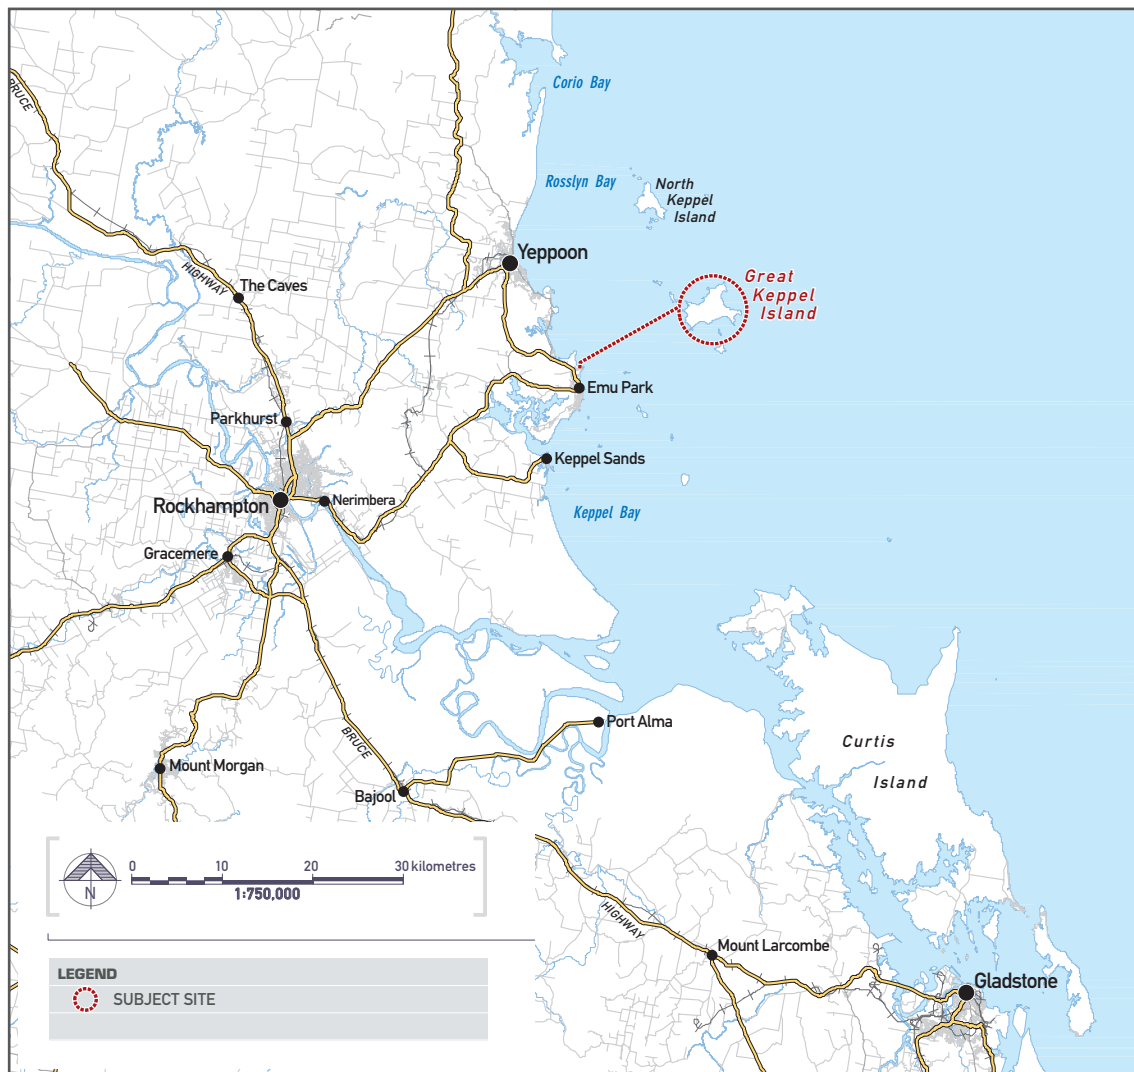 BRUCE
Corio Bay
Rosslyn Bay
North
Keppel
Island
Yeppoon
HIGHWAY
The Caves
Great
Keppel
Island
Emu Park
Parkhurst
Keppel Sands
Rockhampton
Nerimbera
Keppel Bay
Gracemere
Port Alma
BRUCE
Curtis
Island
Mount Morgan
Bajool
N
0 10 20 30 kilometres
1:750,000
HIGHWAY
Mount Larcombe
Gladstone
LEGEND
SUBJECT SITE